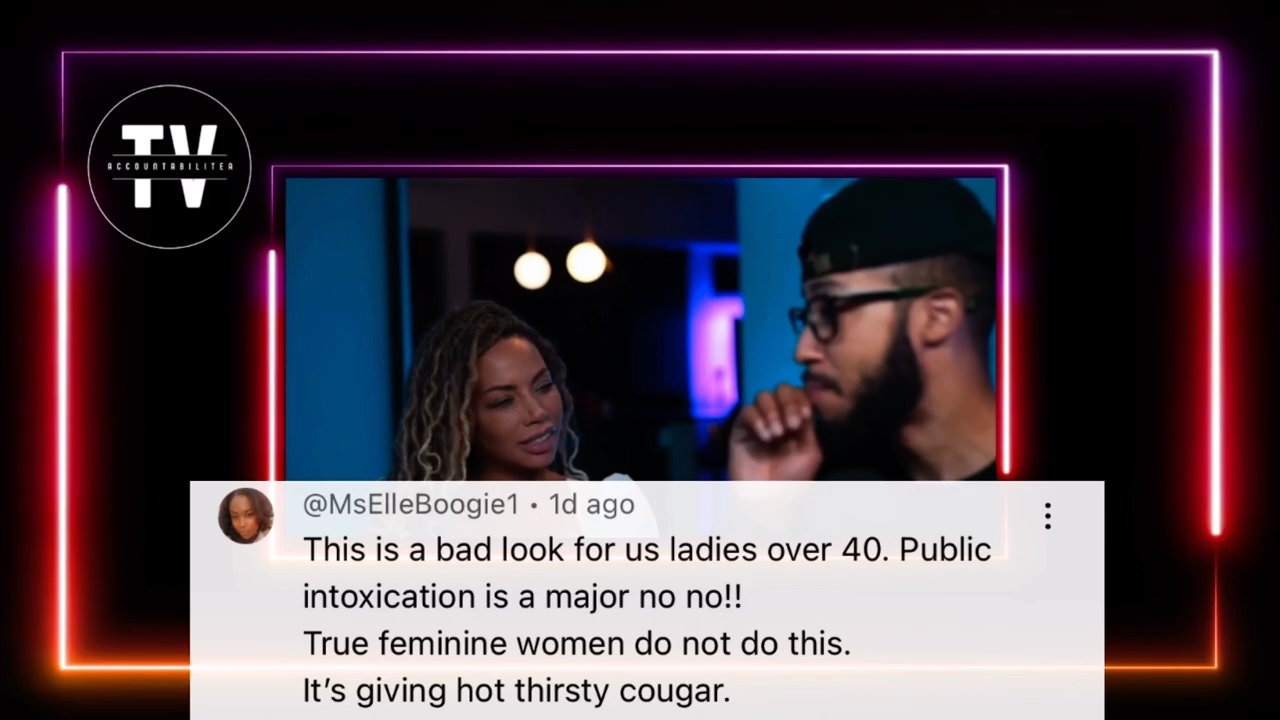 TV
ACCOUNTABILITEA
@MsElleBoogie1 • 1d ago
This is a bad look for us ladies over 40. Public
intoxication is a major no no!!
True feminine women do not do this.
It’s giving hot thirsty cougar.